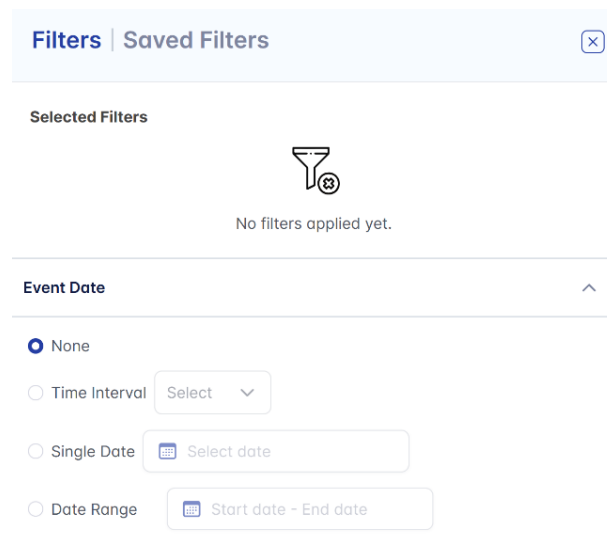 Filters | Saved Filters
Selected Filters
No filters applied yet.
Event Date
None
Time Interval Select
Single Date Select date
Date Range Start date - End date